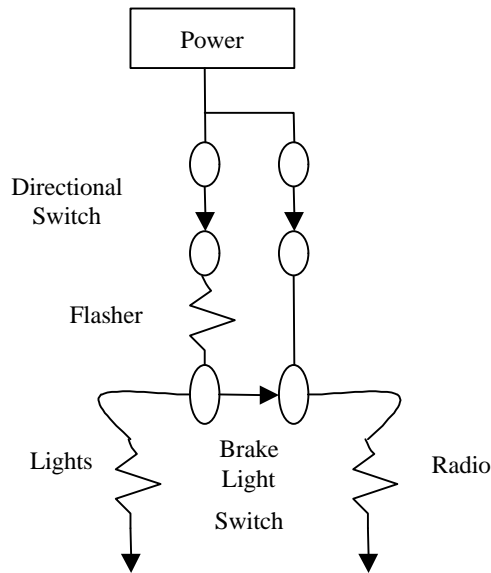 Power
Directional
Switch
Flasher
Lights
Brake
Light
Switch
Radio